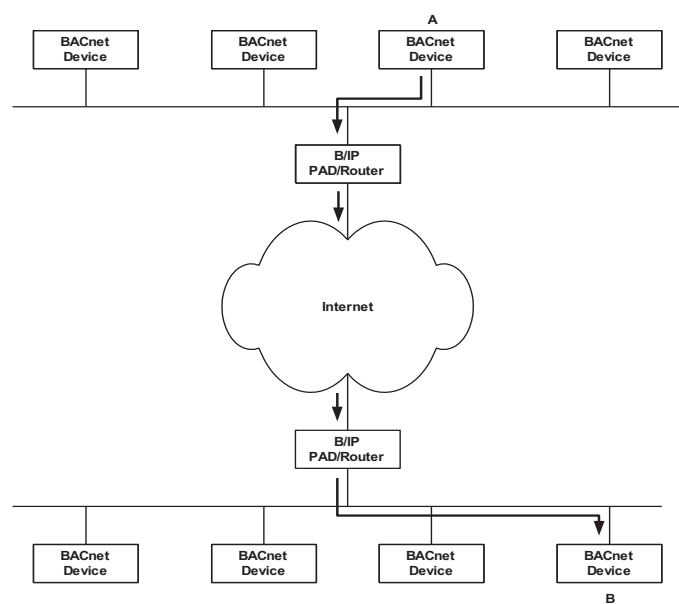 A
BACnet
Device
BACnet
Device
BACnet
Device
BACnet
Device
B/IP
PAD/Router
Internet
B/IP
PAD/Router
BACnet
Device
BACnet
Device
BACnet
Device
BACnet
Device
B